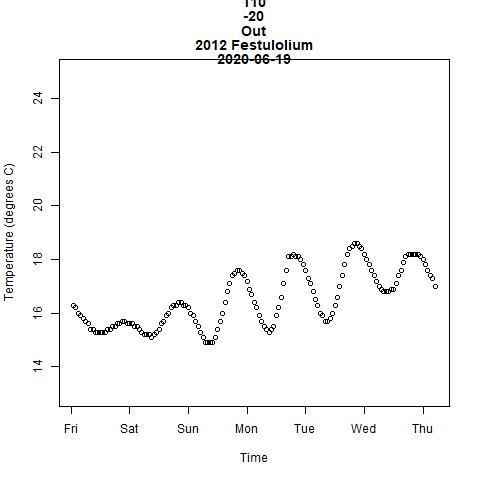 110
-20
Out
2012 Festulolium
2020-06-19
Temperature (degrees C)
24
22
20
18
16
14
Fri Sat Sun Mon Tue Wed Thu
Time